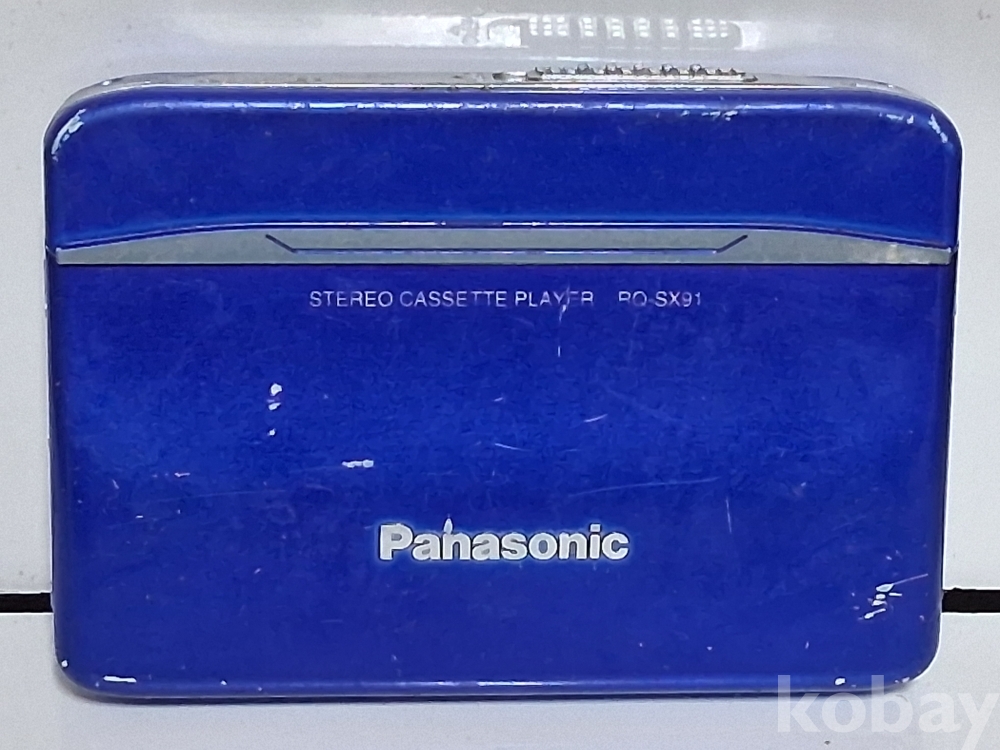 STEREO CASSETTE PLAYER RQ-SX91
Panasonic
kobay